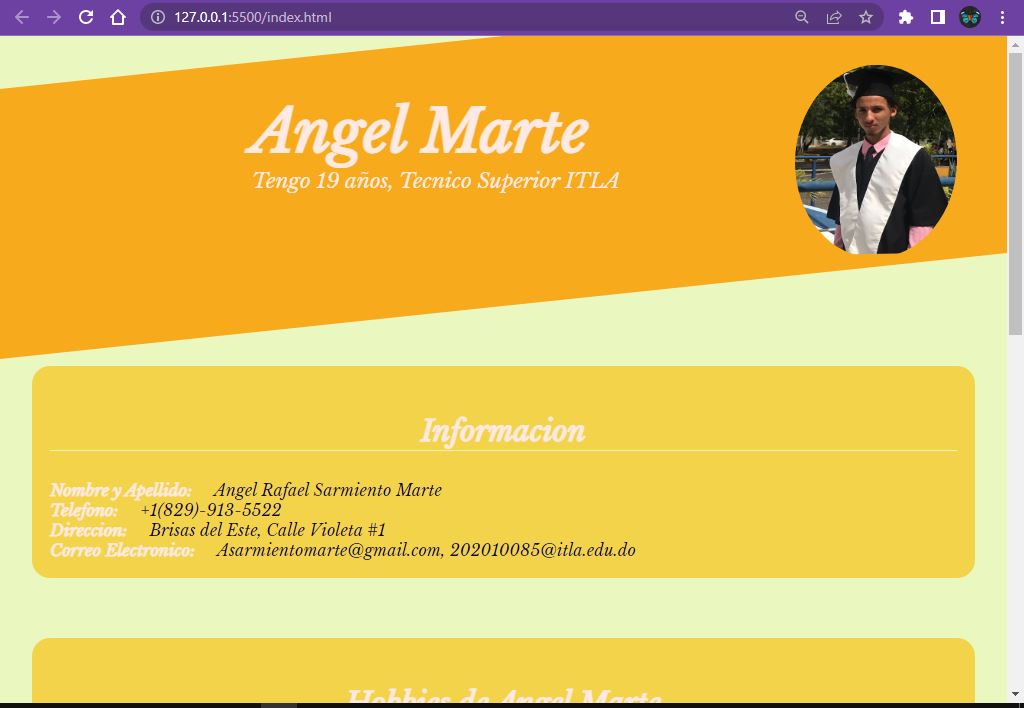 127.0.0.1:5500/index.html
Angel Marte
Tengo 19 años, Tecnico Superior ITLA
Informacion
Nombre y Apellido: Angel Rafael Sarmiento Marte
Telefono: +1(829)-913-5522
Direccion: Brisas del Este, Calle Violeta #1
Correo Electronico: Asarmientomarte@gmail.com, 202010085@itla.edu.do
Hobbies de Angel Marte